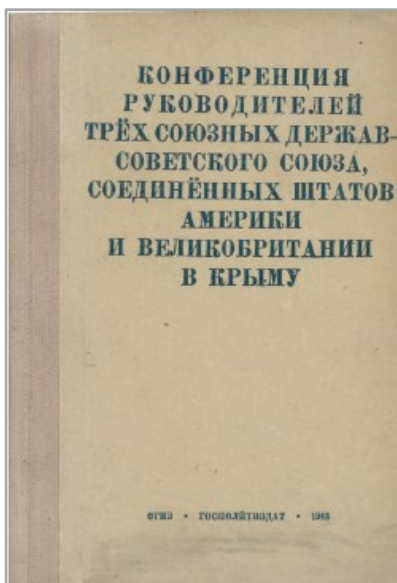 КОНФЕРЕНЦИЯ
РУКОВОДИТЕЛЕЙ
ТРЁХ СОЮЗНЫХ ДЕРЖАВ-
СОВЕТСКОГО СОЮЗА,
СОЕДИНЁННЫХ ШТАТОВ
АМЕРИКИ
И ВЕЛИКОБРИТАНИИ
В КРЫМУ
ОГИЗ • ГОСПОЛИТИЗДАТ • 1945